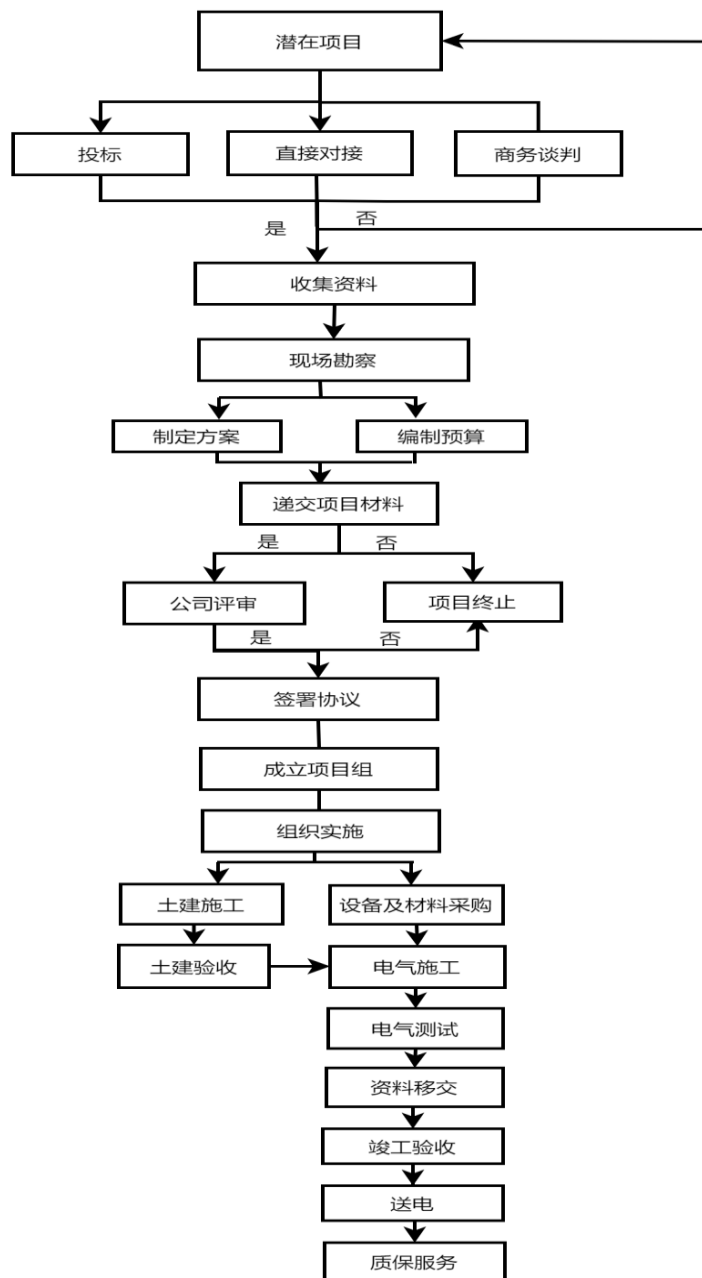 潜在项目
投标
直接对接
商务谈判
是
否
收集资料
现场勘察
制定方案
编制预算
递交项目材料
是
否
公司评审
项目终止
是
否
签署协议
成立项目组
组织实施
土建施工
设备及材料采购
土建验收
电气施工
电气测试
资料移交
竣工验收
送电
质保服务